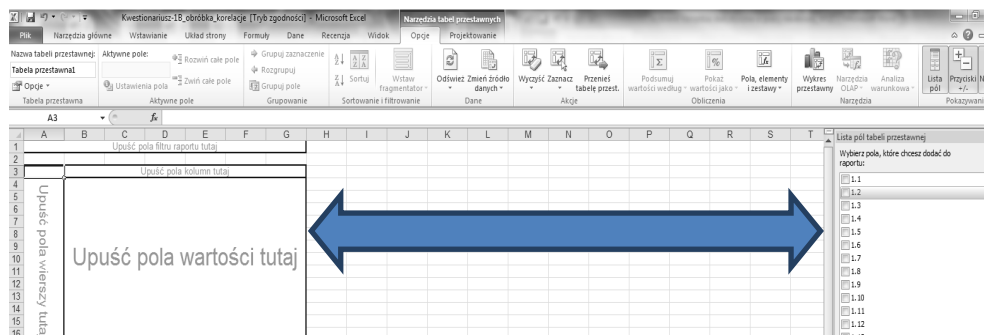 Kwestionariusz-1B_obróbka_korelacje [Tryb zgodności] - Microsoft Excel
Narzędzia tabel przestawnych
Plik Narzędzia główne Wstawianie Układ strony Formuły Dane Recenzja Widok Opcje Projektowanie
Nazwa tabeli przestawnej: Aktywne pole:
Tabela przestawna1
Opcje
Ustawienia pola
Rozwiń całe pole
Zwiń całe pole
Grupuj zaznaczenie
Rozgrupuj
Grupuj pole
Sortuj
Wstaw fragmentator
Odśwież
Zmień źródło danych
Wyczyść
Zaznacz
Przenieś tabelę przest.
Podsumuj wartości według
Pokaż wartości jako
Pola, elementy i zestawy
Wykres przestawny
Narzędzia OLAP
Analiza warunkowa
Lista pól
Przyciski +/-
N
Tabela przestawna Aktywne pole Grupowanie Sortowanie i filtrowanie Dane Akcje Obliczenia Narzędzia Pokazywani
A3 fx
A B C D E F G H I J K L M N O P Q R S T
1 Upuść pola filtru raportu tutaj
2
3 Upuść pola kolumn tutaj
4
5
6
7
8
9
10
11
12
13
14
15
16
Upuść pola wierszy tuta
Upuść pola wartości tutaj
Lista pól tabeli przestawnej
Wybierz pola, które chcesz dodać do
raportu:
1.1
1.2
1.3
1.4
1.5
1.6
1.7
1.8
1.9
1.10
1.11
1.12